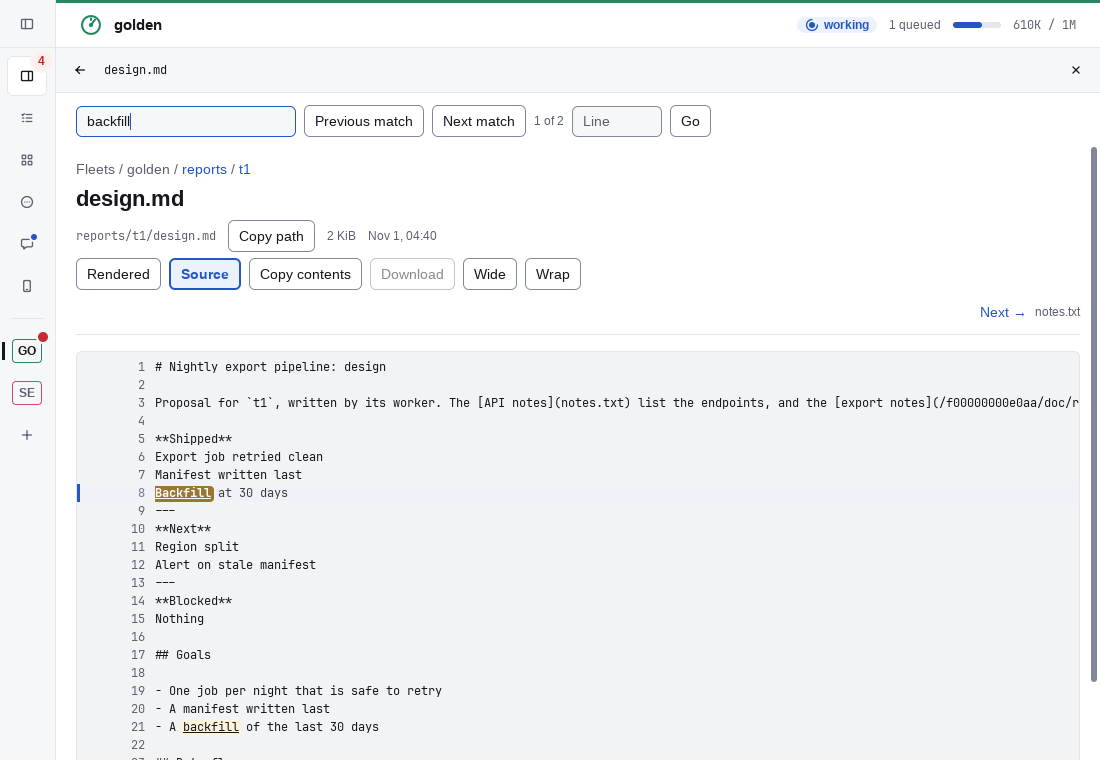 golden
working
1 queued
610K / 1M
4
design.md
backfill
Previous match
Next match
1 of 2
Line
Go
Fleets / golden / reports / t1
design.md
reports/t1/design.md
Copy path
2 KiB
Nov 1, 04:40
Rendered
Source
Copy contents
Download
Wide
Wrap
Next → notes.txt
GO
SE
1 # Nightly export pipeline: design
2
3 Proposal for `t1`, written by its worker. The [API notes](notes.txt) list the endpoints, and the [export notes](/f00000000e0aa/doc/r
4
5 **Shipped**
6 Export job retried clean
7 Manifest written last
8 Backfill at 30 days
9 ---
10 **Next**
11 Region split
12 Alert on stale manifest
13 ---
14 **Blocked**
15 Nothing
16
17 ## Goals
18
19 - One job per night that is safe to retry
20 - A manifest written last
21 - A backfill of the last 30 days
22